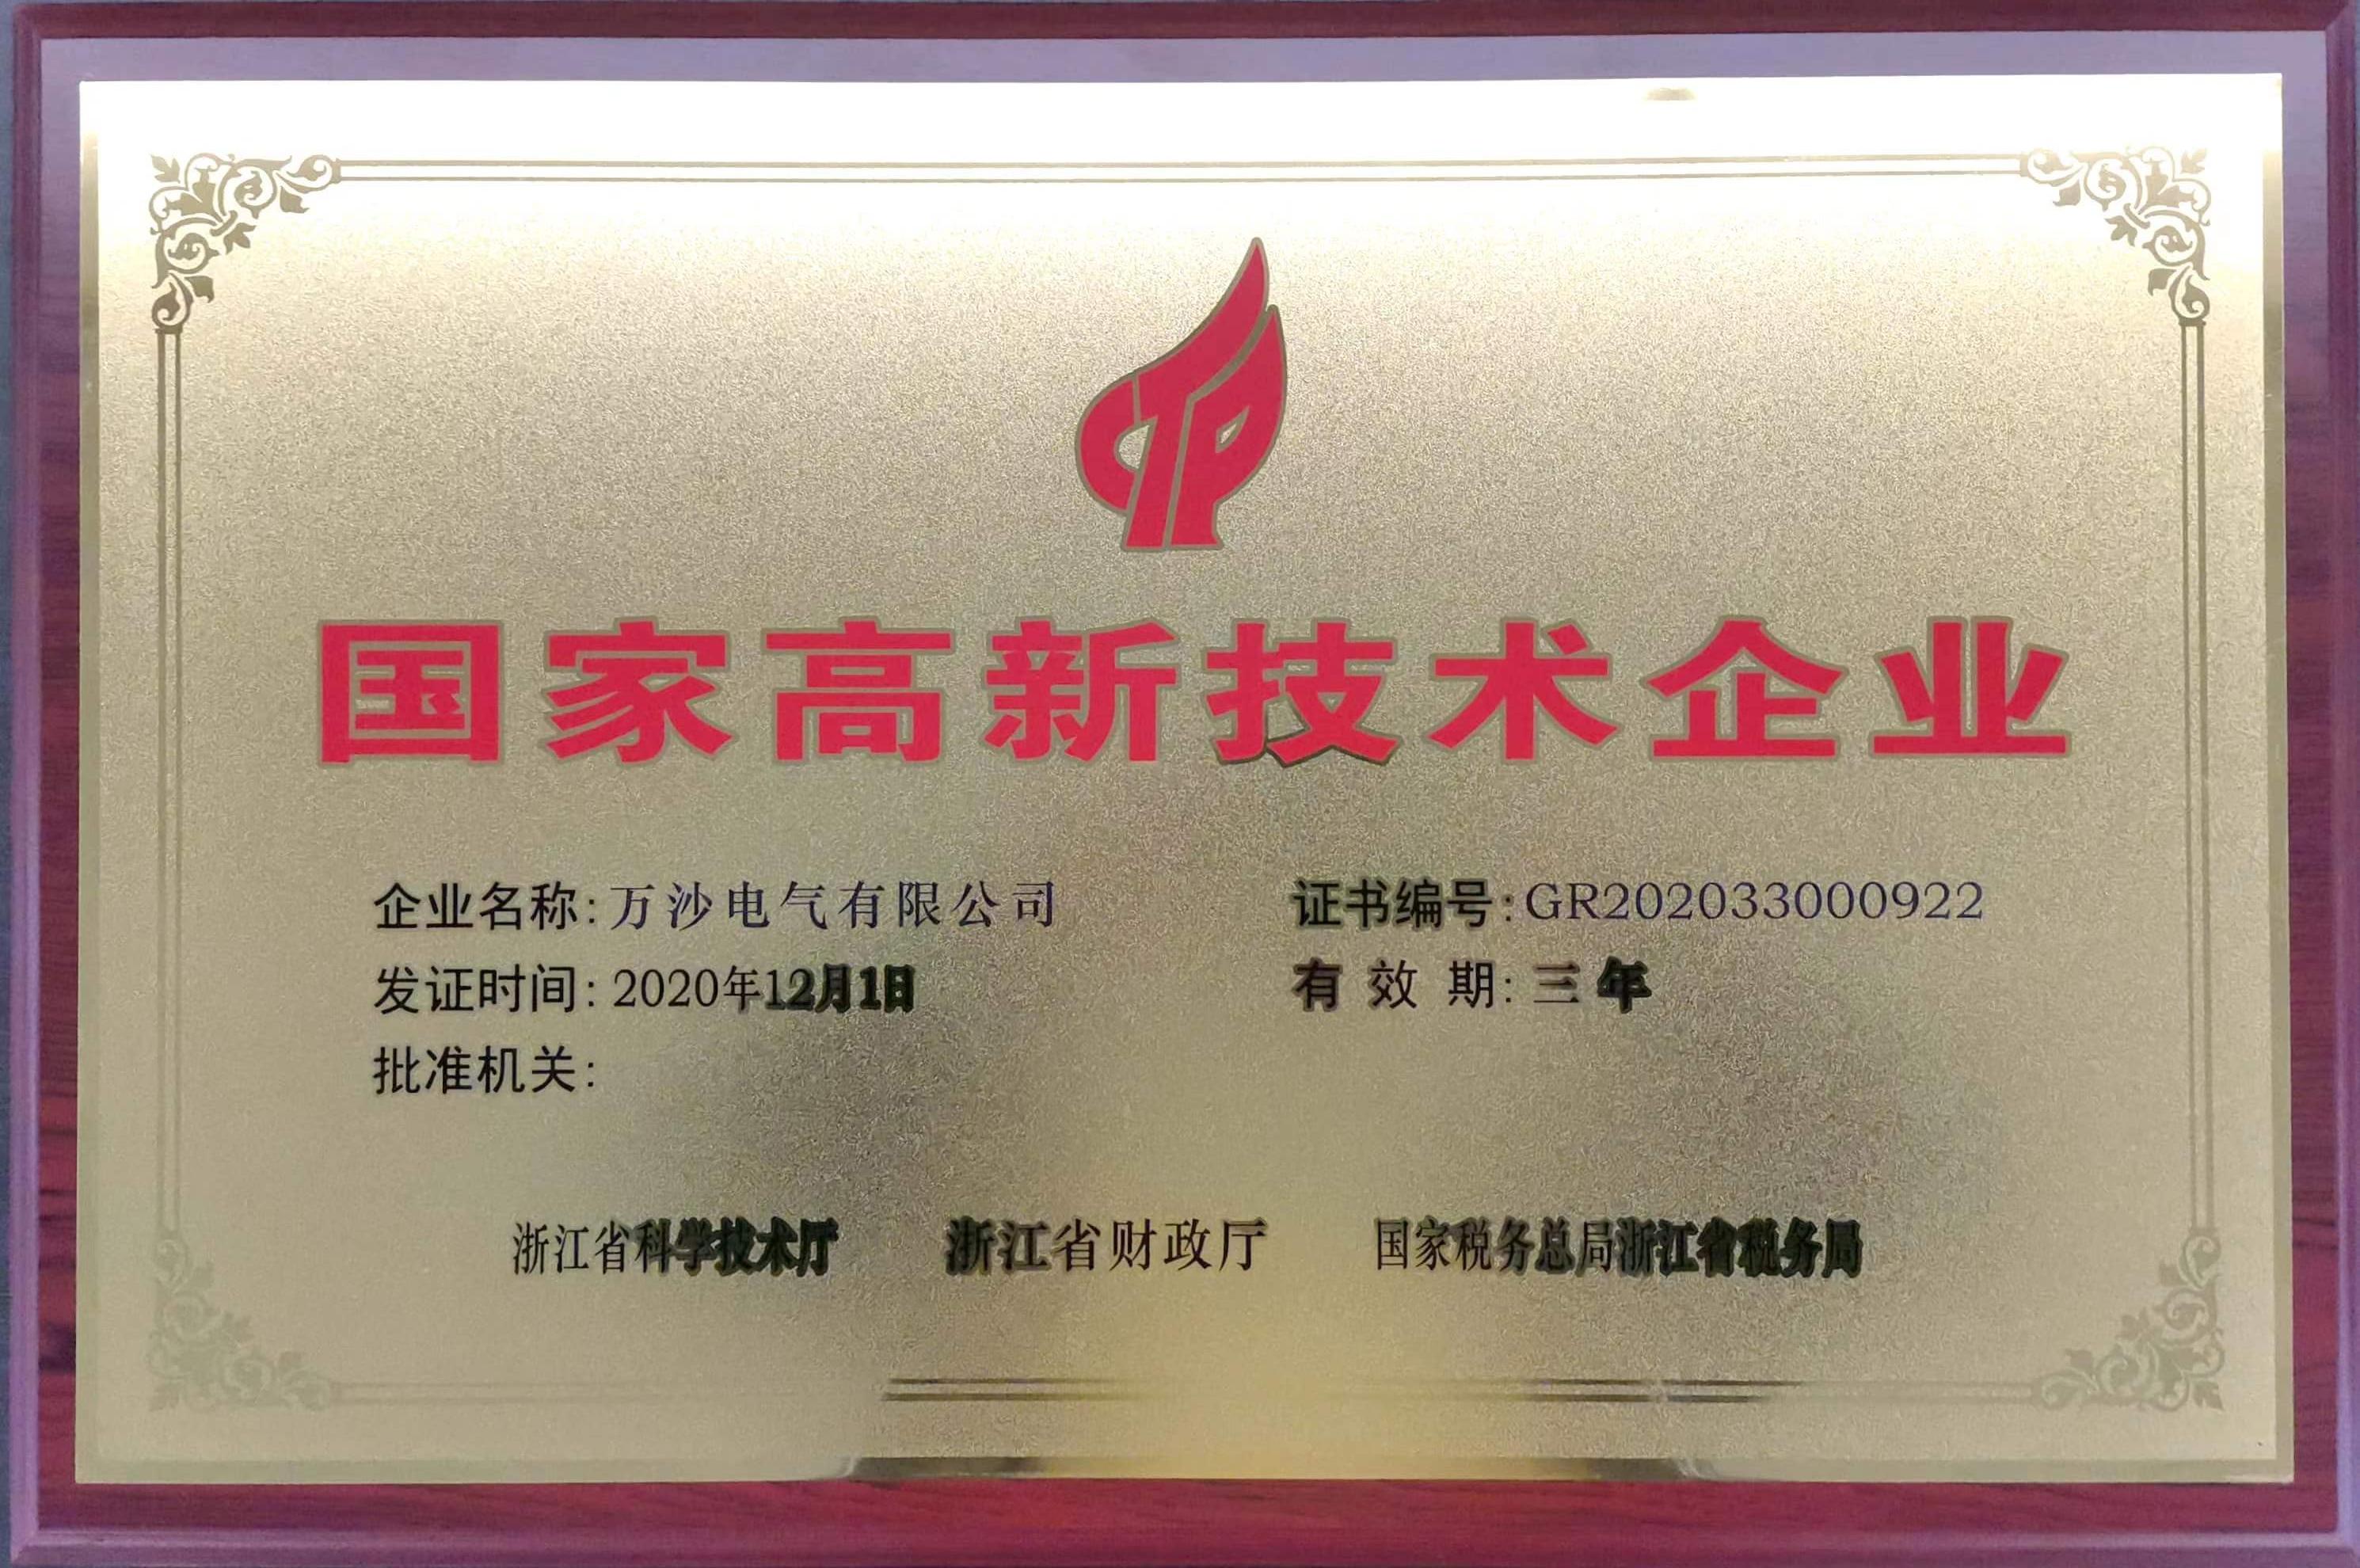 国家高新技术企业
企业名称:万沙电气有限公司
证书编号:GR202033000922
发证时间:2020年12月1日
有效期:三年
批准机关:
浙江省科学技术厅 浙江省财政厅 国家税务总局浙江省税务局